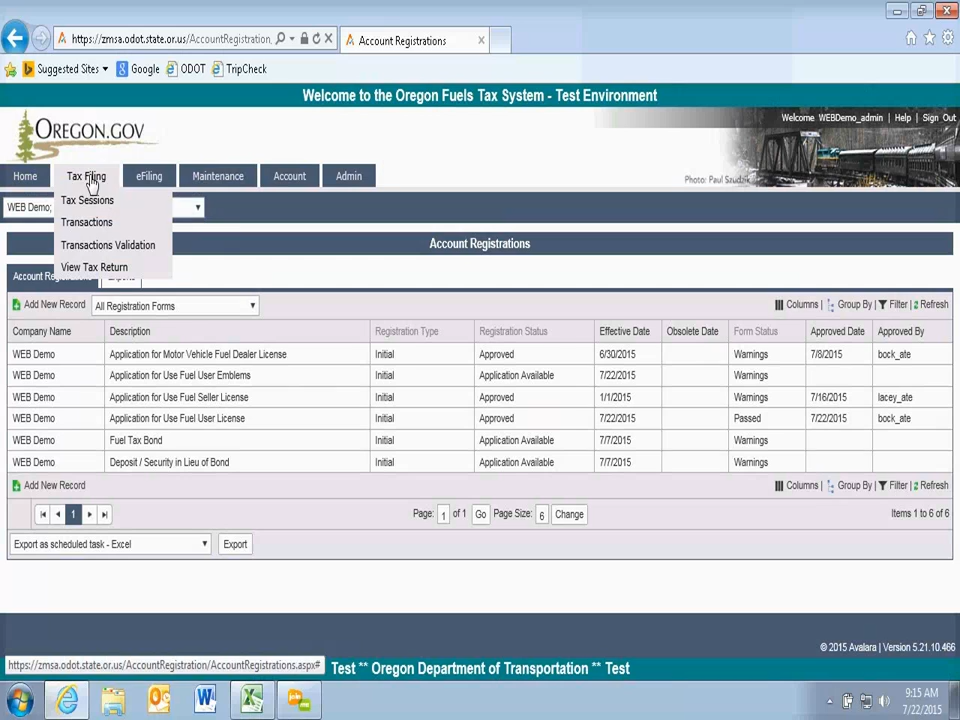 https://zmsa.odot.state.or.us/AccountRegistration, Account Registrations
Suggested Sites Google ODOT TripCheck
Welcome to the Oregon Fuels Tax System - Test Environment
OREGON.GOV
Welcome WEBDemo_admin | Help | Sign Out
Home Tax Filing eFiling Maintenance Account Admin
Photo: Paul Szudzik
WEB Demo;
Tax Sessions
Transactions
Transactions Validation
View Tax Return
Account Registrations
Account
Add New Record All Registration Forms Columns | Group By | Filter | Refresh
Company Name Description Registration Type Registration Status Effective Date Obsolete Date Form Status Approved Date Approved By
WEB Demo Application for Motor Vehicle Fuel Dealer License Initial Approved 6/30/2015 Warnings 7/8/2015 bock_ate
WEB Demo Application for Use Fuel User Emblems Initial Application Available 7/22/2015 Warnings
WEB Demo Application for Use Fuel Seller License Initial Approved 1/1/2015 Warnings 7/16/2015 lacey_ate
WEB Demo Application for Use Fuel User License Initial Approved 7/22/2015 Passed 7/22/2015 bock_ate
WEB Demo Fuel Tax Bond Initial Application Available 7/7/2015 Warnings
WEB Demo Deposit / Security in Lieu of Bond Initial Application Available 7/7/2015 Warnings
Add New Record Columns | Group By | Filter | Refresh
1 Page: 1 of 1 Go Page Size: 6 Change Items 1 to 6 of 6
Export as scheduled task - Excel Export
© 2015 Avalara | Version 5.21.10.466
https://zmsa.odot.state.or.us/AccountRegistration/AccountRegistrations.aspx# Test ** Oregon Department of Transportation ** Test
9:15 AM
7/22/2015